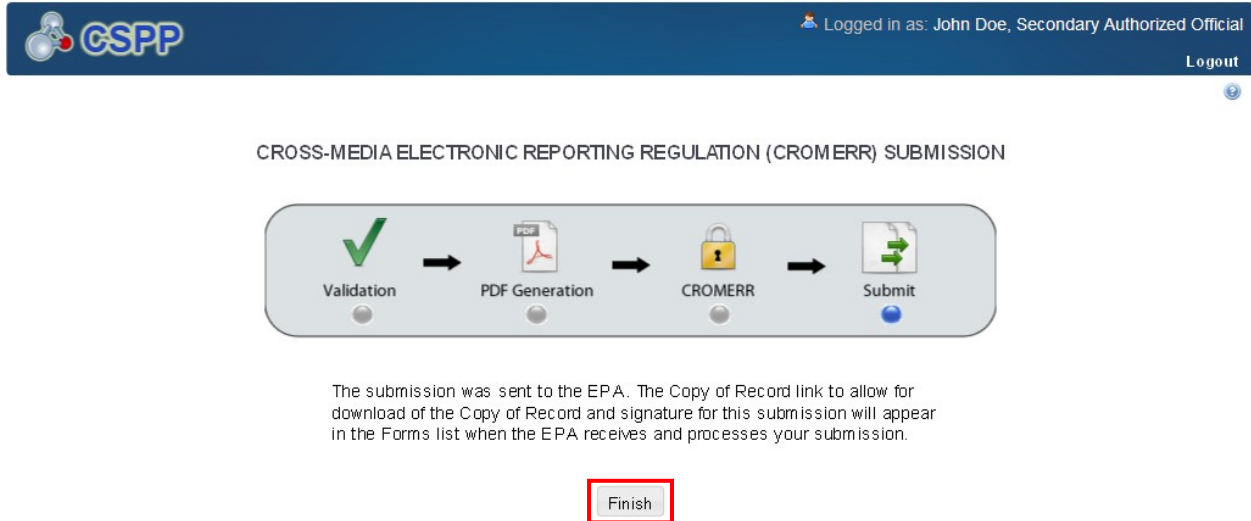 CSPP
Logged in as: John Doe, Secondary Authorized Official
Logout
?
CROSS-MEDIA ELECTRONIC REPORTING REGULATION (CROMERR) SUBMISSION
PDF
Validation
PDF Generation
CROMERR
Submit
The submission was sent to the EPA. The Copy of Record link to allow for
download of the Copy of Record and signature for this submission will appear
in the Forms list when the EPA receives and processes your submission.
Finish